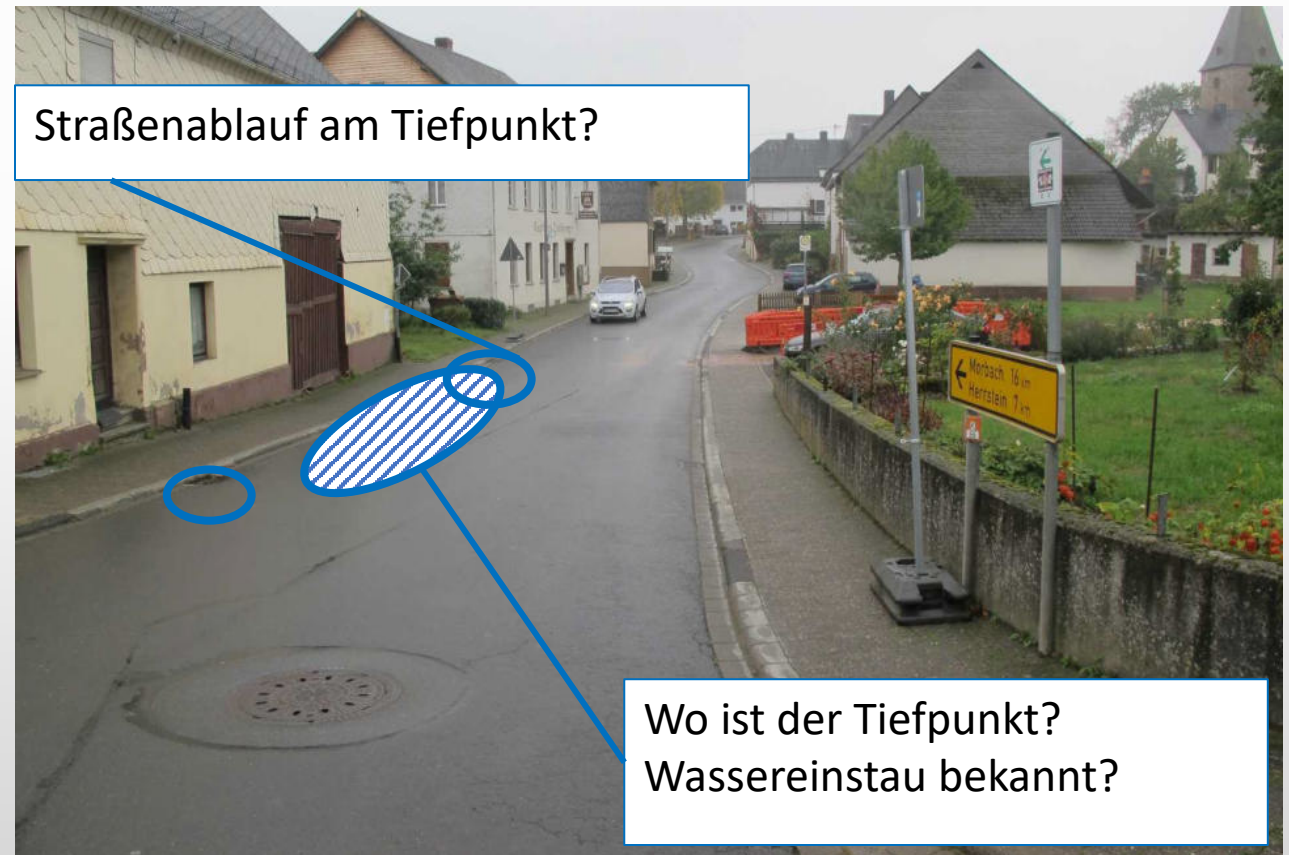 Straßenablauf am Tiefpunkt?
Morbach 16 km
Herrstein 7 km
Wo ist der Tiefpunkt?
Wassereinstau bekannt?